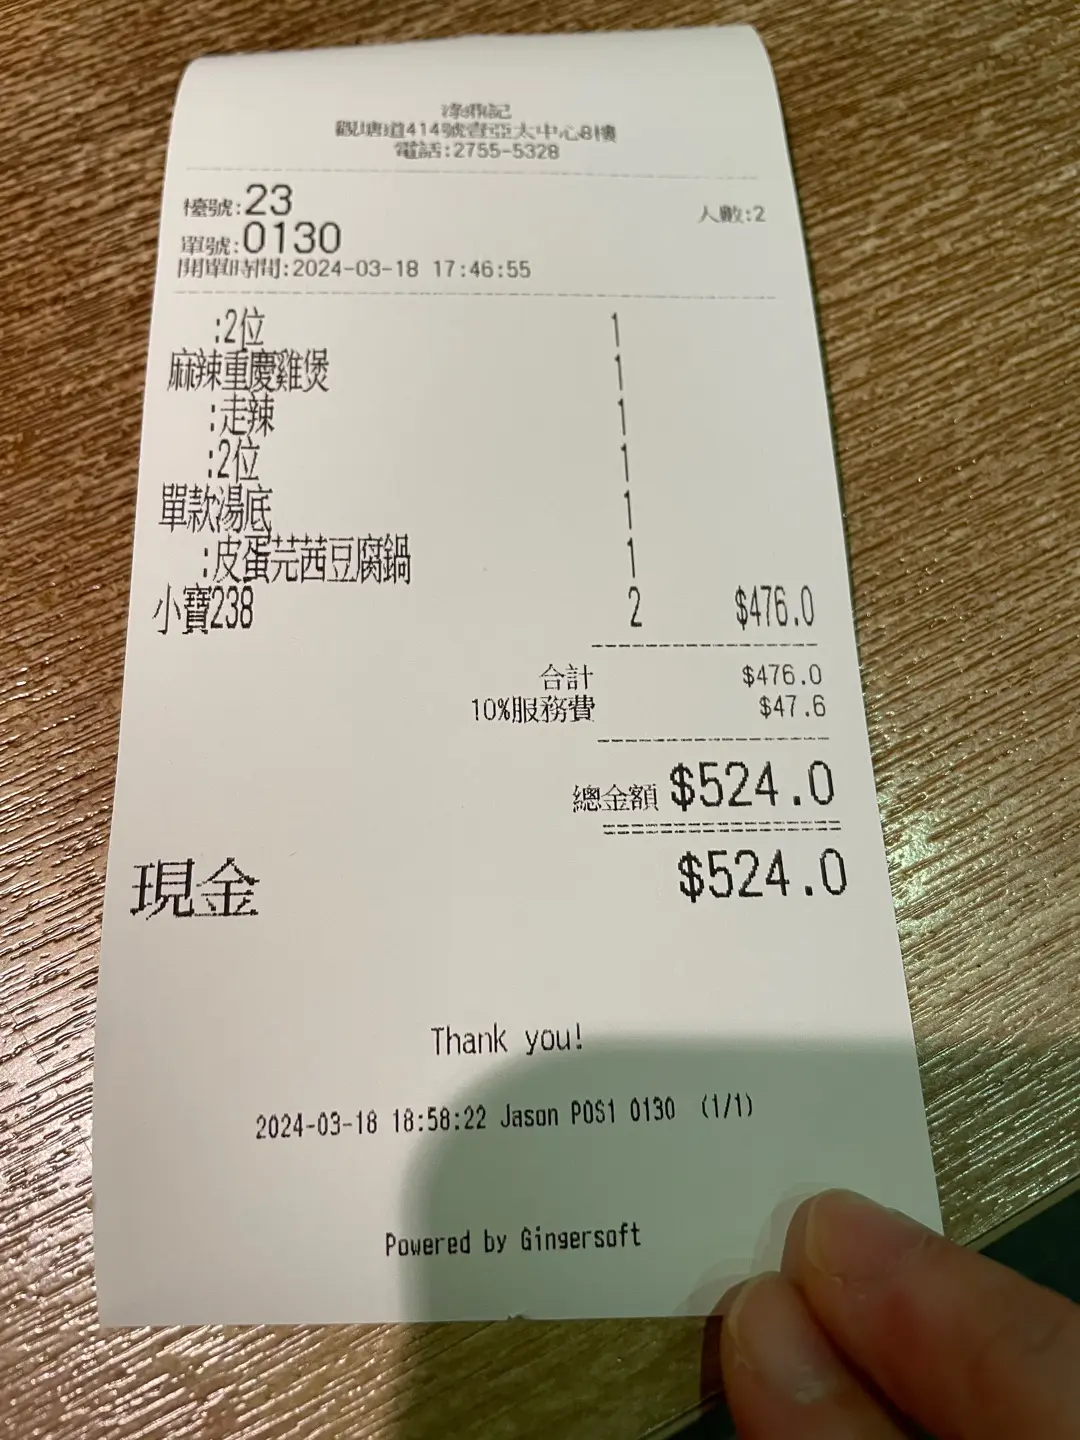 滏鼎記
觀塘道414號壹亞太中心8樓
電話:2755-5328
檯號:23
人數:2
單號:0130
開單時間:2024-03-18 17:46:55
:2位 1
麻辣重慶雞煲 1
:走辣 1
:2位 1
單款湯底 1
:皮蛋芫茜豆腐鍋 1
小寶238 2 $476.0
合計 $476.0
10%服務費 $47.6
總金額 $524.0
現金 $524.0
Thank you!
2024-03-18 18:58:22 Jason POS1 0130 (1/1)
Powered by Gingersoft